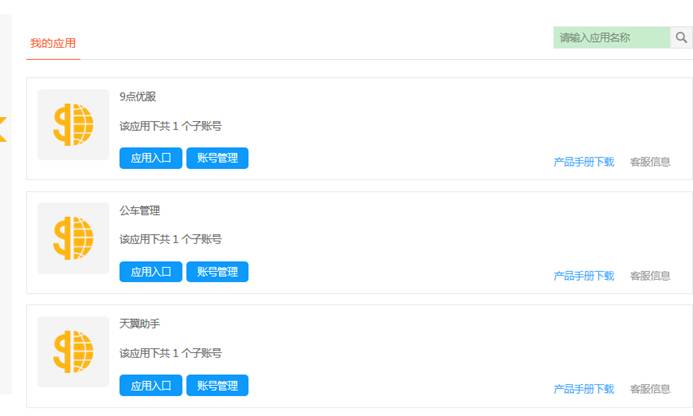 我的应用
请输入应用名称
9点优服
该应用下共 1 个子账号
应用入口 账号管理
产品手册下载 客服信息
公车管理
该应用下共 1 个子账号
应用入口 账号管理
产品手册下载 客服信息
天翼助手
该应用下共 1 个子账号
应用入口 账号管理
产品手册下载 客服信息